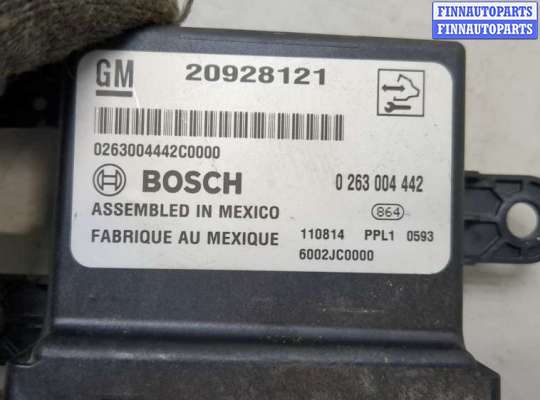 FINNAUTOPARTS
FINNAUTOPARTS
GM 20928121
0263004442C0000
BOSCH 0 263 004 442
ASSEMBLED IN MEXICO 864
FABRIQUE AU MEXIQUE 110814 PPL1 0593
6002JC0000